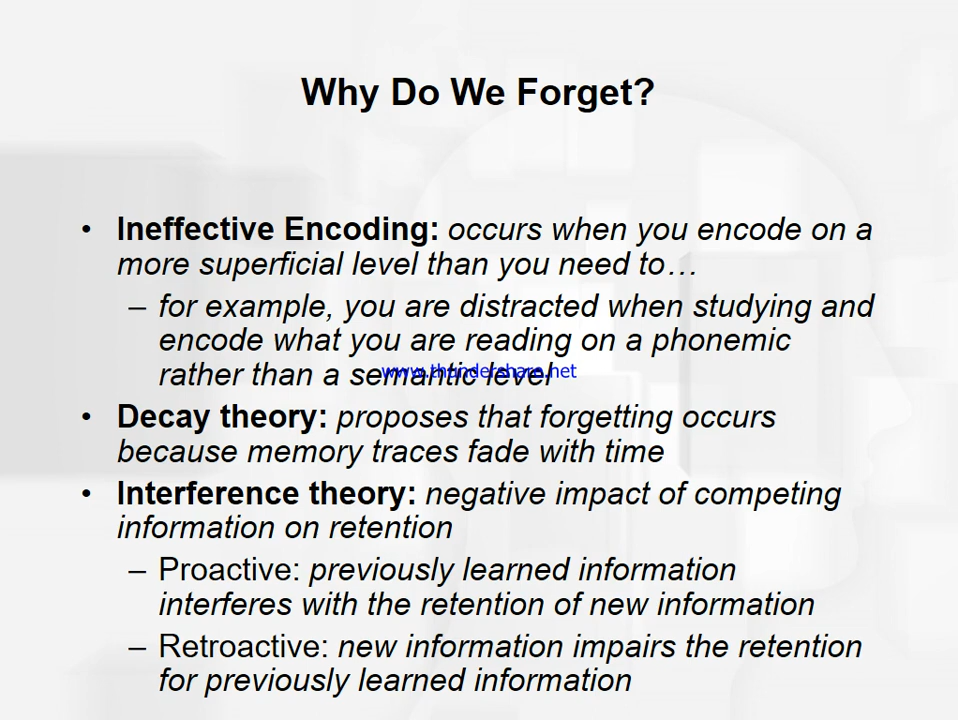 Why Do We Forget?
• Ineffective Encoding: occurs when you encode on a
more superficial level than you need to…
– for example, you are distracted when studying and
encode what you are reading on a phonemic
rather than a semantic level
www.thundershare.net
• Decay theory: proposes that forgetting occurs
because memory traces fade with time
• Interference theory: negative impact of competing
information on retention
– Proactive: previously learned information
interferes with the retention of new information
– Retroactive: new information impairs the retention
for previously learned information